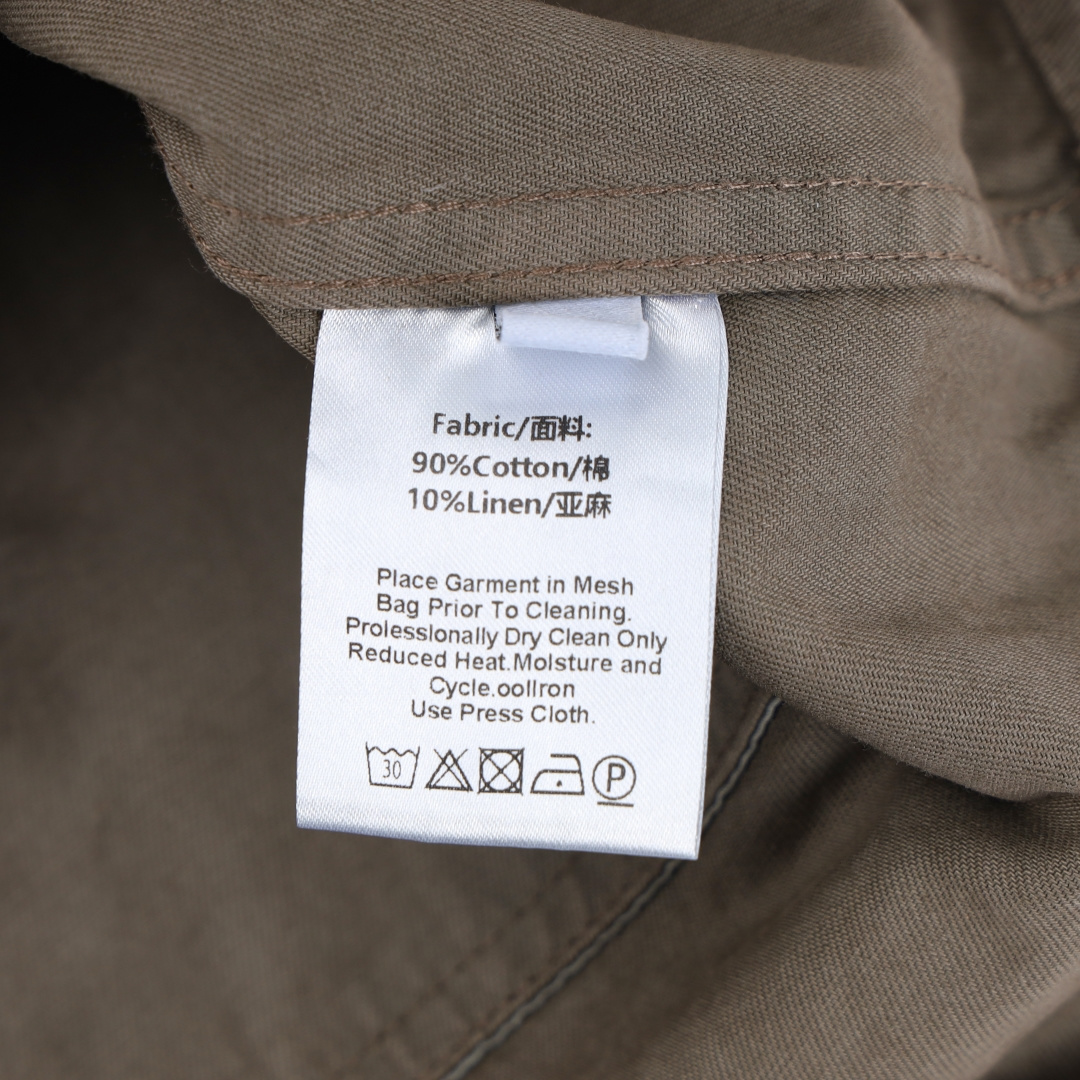 Fabric/面料:
90%Cotton/棉
10%Linen/亚麻
Place Garment in Mesh
Bag Prior To Cleaning.
Prolesslonally Dry Clean Only
Reduced Heat.Molsture and
Cycle.oollron
Use Press Cloth.
30 P